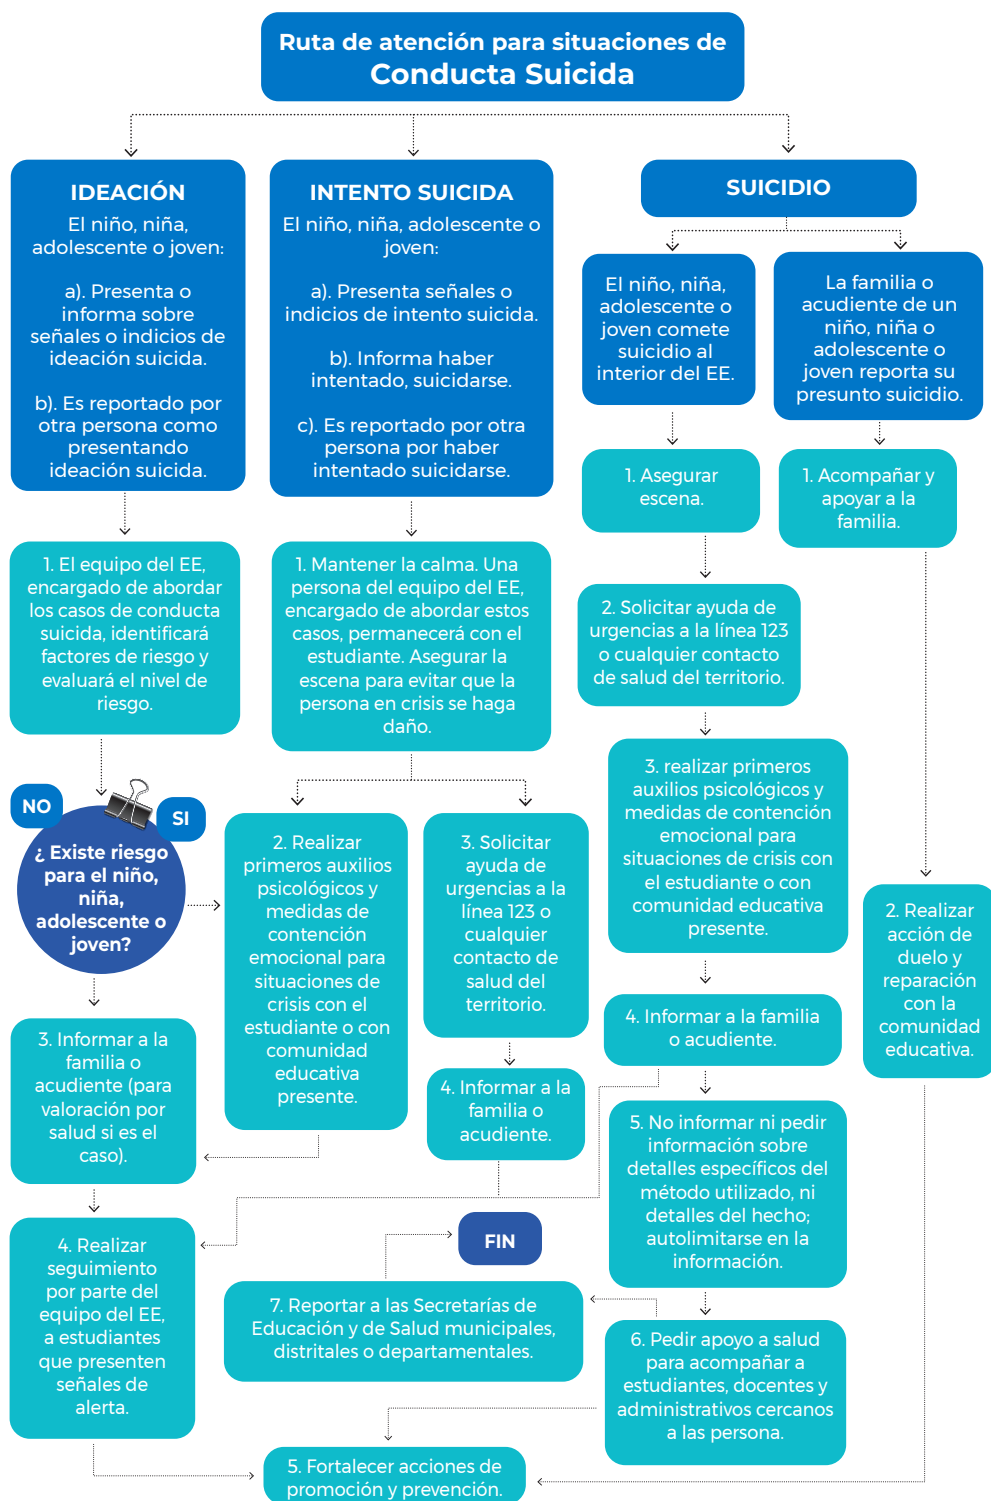 Ruta de atención para situaciones de
Conducta Suicida
IDEACIÓN
El niño, niña,
adolescente o joven:
a). Presenta o
informa sobre
señales o indicios de
ideación suicida.
b). Es reportado por
otra persona como
presentando
ideación suicida.
INTENTO SUICIDA
El niño, niña, adolescente o
joven:
a). Presenta señales o
indicios de intento suicida.
b). Informa haber
intentado, suicidarse.
c). Es reportado por otra
persona por haber
intentado suicidarse.
SUICIDIO
El niño, niña,
adolescente o
joven comete
suicidio al
interior del EE.
La familia o
acudiente de un
niño, niña o
adolescente o
joven reporta su
presunto suicidio.
1. Asegurar
escena.
1. Acompañar y
apoyar a la
familia.
1. El equipo del EE,
encargado de abordar
los casos de conducta
suicida, identificará
factores de riesgo y
evaluará el nivel de
riesgo.
1. Mantener la calma. Una
persona del equipo del EE,
encargado de abordar estos
casos, permanecerá con el
estudiante. Asegurar la
escena para evitar que la
persona en crisis se haga
daño.
2. Solicitar ayuda de
urgencias a la línea 123
o cualquier contacto
de salud del territorio.
NO
SI
¿ Existe riesgo
para el niño,
niña,
adolescente o
joven?
2. Realizar
primeros auxilios
psicológicos y
medidas de
contención
emocional para
situaciones de
crisis con el
estudiante o con
comunidad
educativa
presente.
3. Solicitar
ayuda de
urgencias a la
línea 123 o
cualquier
contacto de
salud del
territorio.
3. realizar primeros
auxilios psicológicos y
medidas de contención
emocional para
situaciones de crisis con
el estudiante o con
comunidad educativa
presente.
2. Realizar
acción de
duelo y
reparación
con la
comunidad
educativa.
3. Informar a la
familia o
acudiente (para
valoración por
salud si es el
caso).
4. Informar a la
familia o
acudiente.
4. Informar a la familia
o acudiente.
5. No informar ni pedir
información sobre
detalles específicos del
método utilizado, ni
detalles del hecho;
autolimitarse en la
información.
4. Realizar
seguimiento
por parte del
equipo del EE,
a estudiantes
que presenten
señales de
alerta.
FIN
7. Reportar a las Secretarías de
Educación y de Salud municipales,
distritales o departamentales.
6. Pedir apoyo a salud
para acompañar a
estudiantes, docentes y
administrativos cercanos
a las persona.
5. Fortalecer acciones de
promoción y prevención.